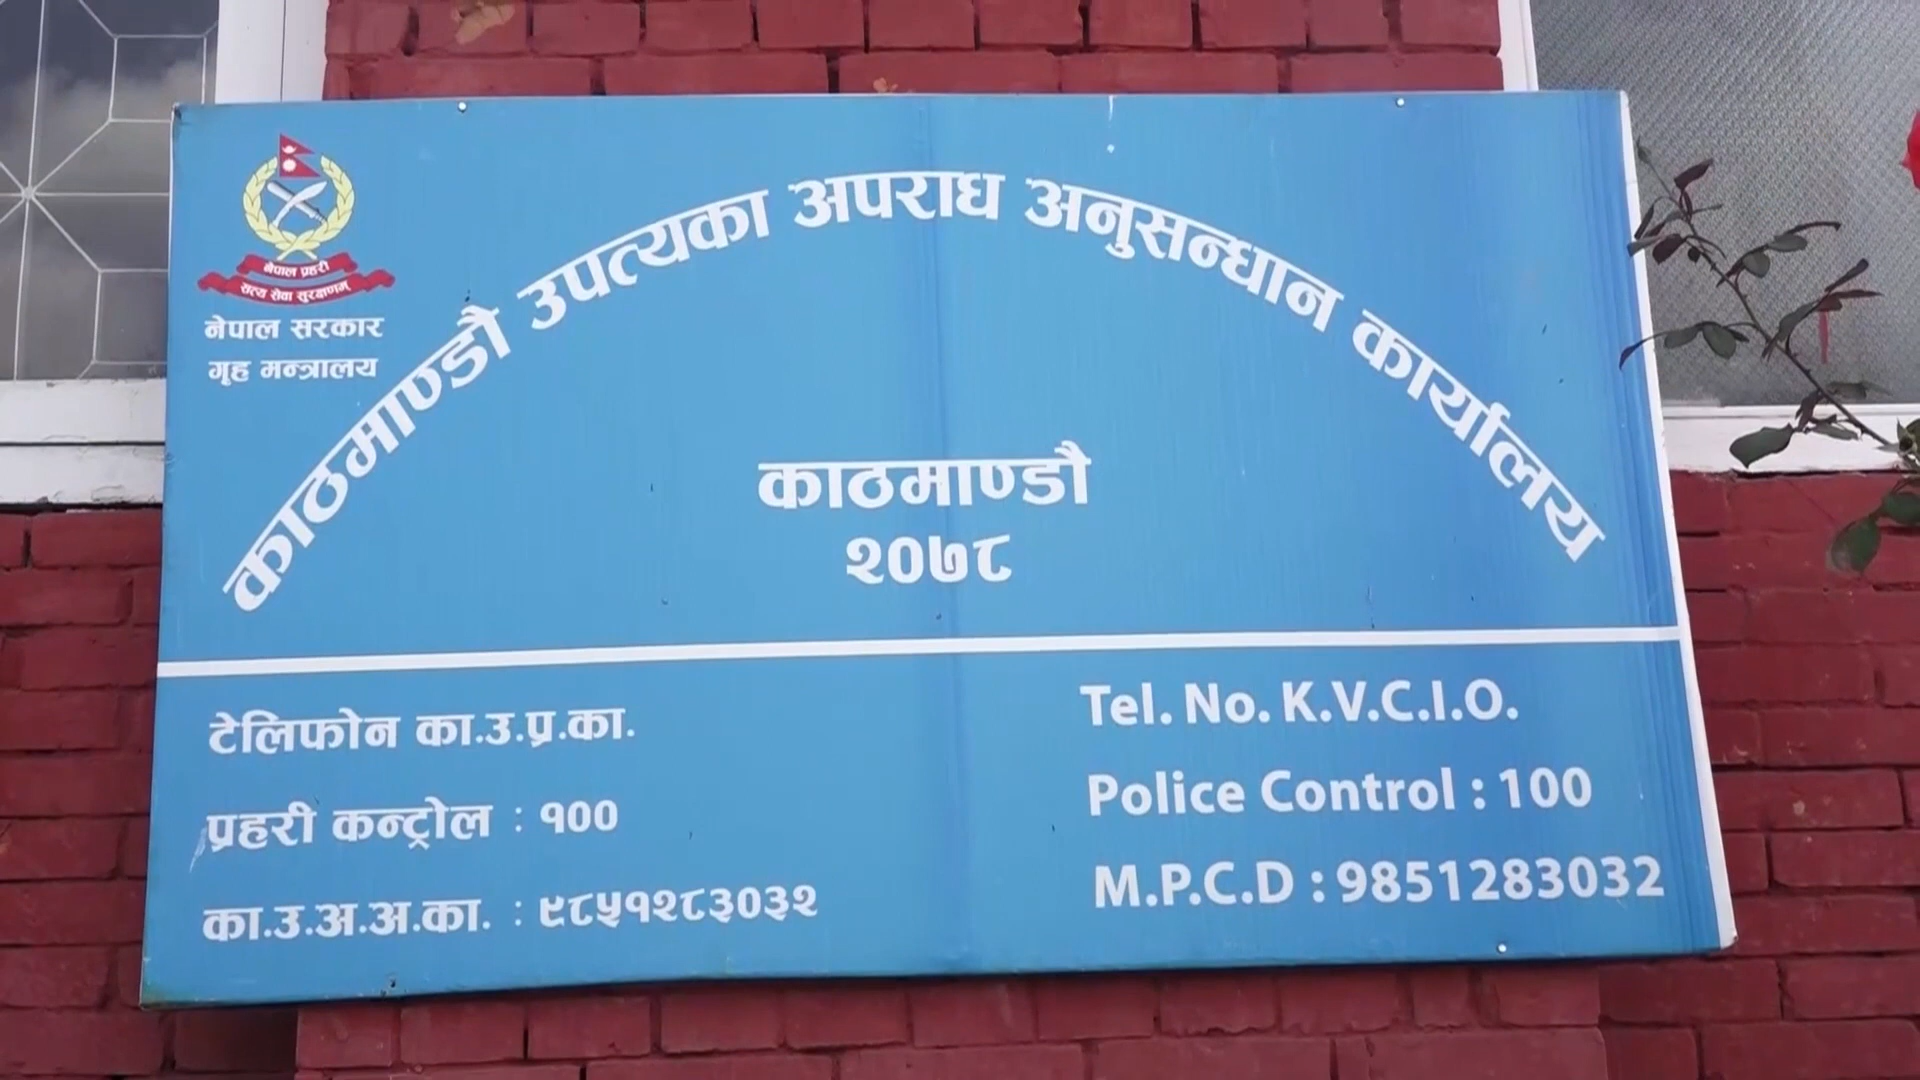 नेपाल प्रहरी
सत्य सेवा सुरक्षणम्
नेपाल सरकार
गृह मन्त्रालय
काठमाण्डौ उपत्यका अपराध अनुसन्धान कार्यालय
काठमाण्डौ
२०७८
टेलिफोन का.उ.प्र.का.
प्रहरी कन्ट्रोल : १००
का.उ.अ.अ.का. : ९८५१२८३०३२
Tel. No. K.V.C.I.O.
Police Control : 100
M.P.C.D : 9851283032